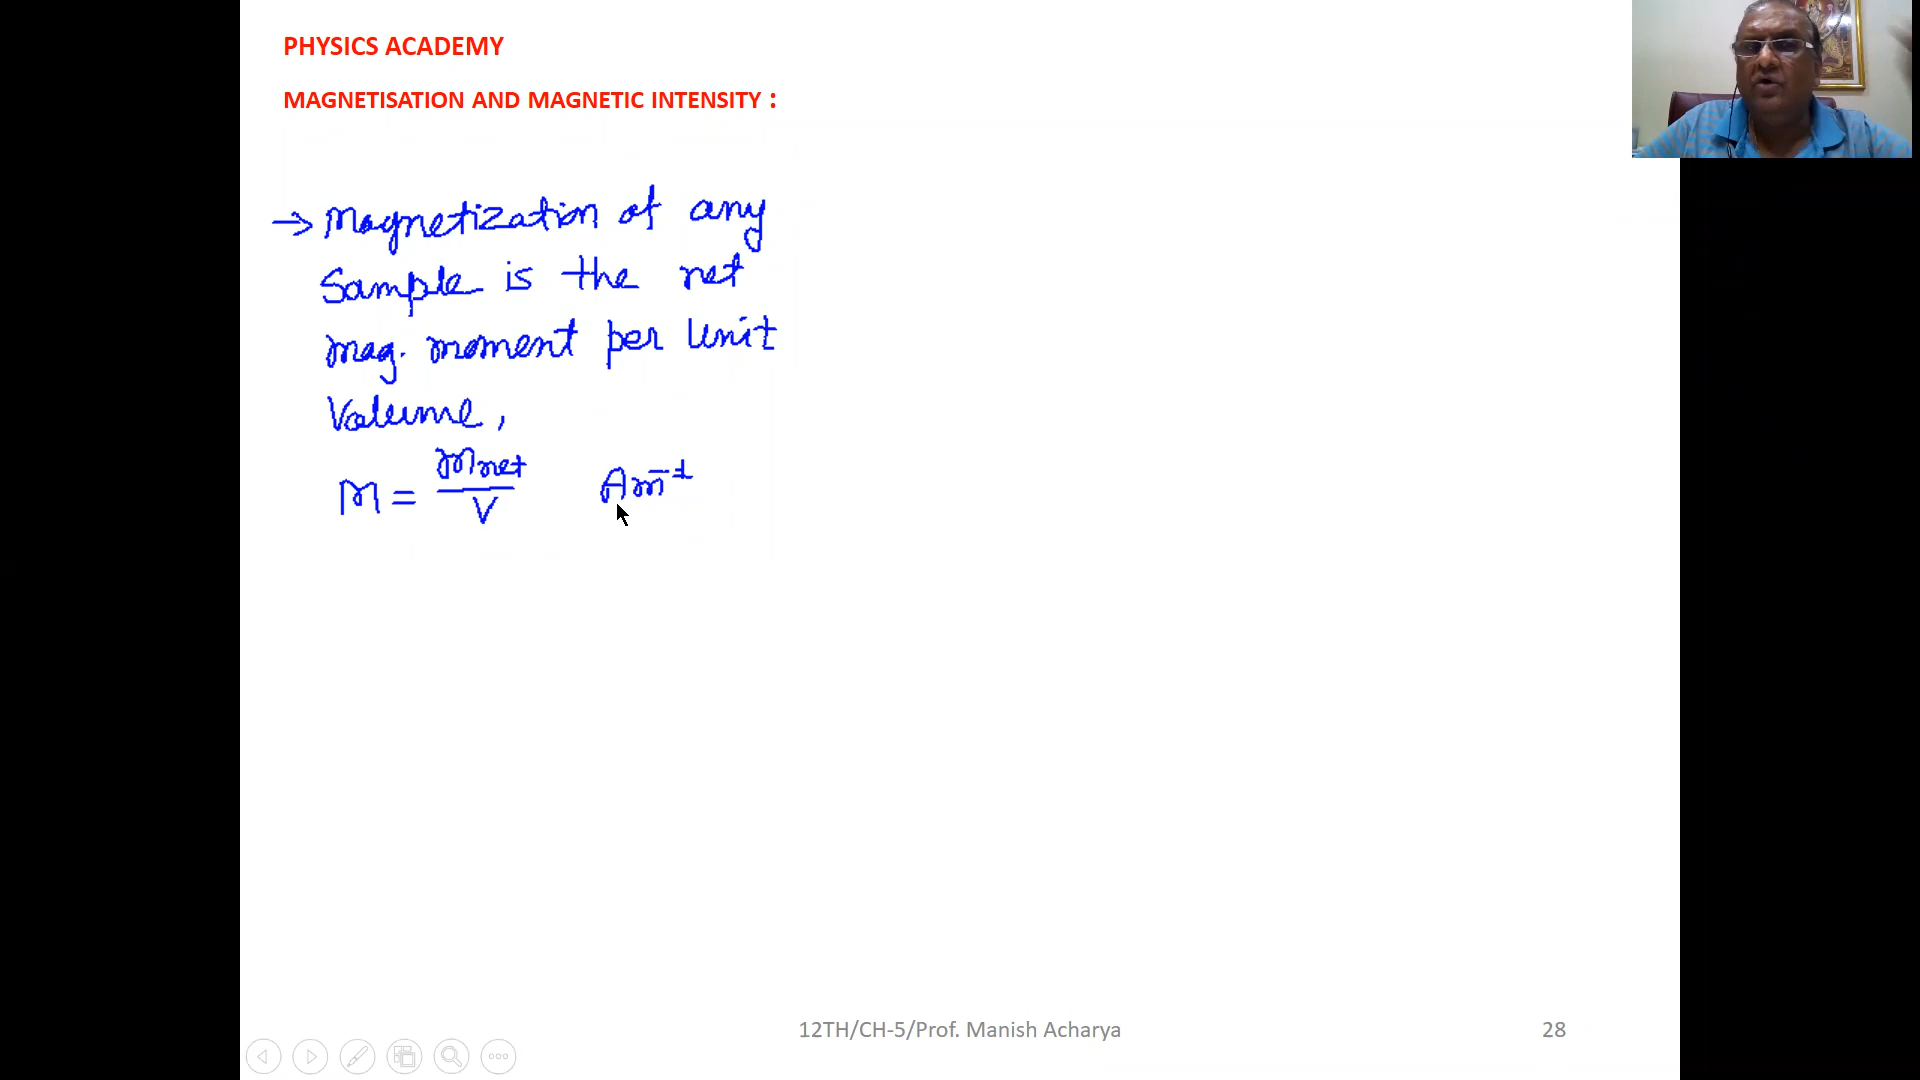 PHYSICS ACADEMY
MAGNETISATION AND MAGNETIC INTENSITY :
→ Magnetization of any
Sample is the net
mag. moment per Unit
Volume,
M = m_net / V    Am⁻¹
12TH/CH-5/Prof. Manish Acharya
28